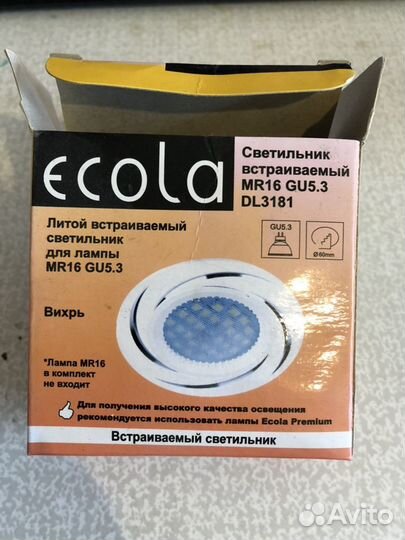 ecola
Светильник
встраиваемый
MR16 GU5.3
DL3181
Литой встраиваемый
светильник
для лампы
MR16 GU5.3
GU5.3
Ø60mm
Вихрь
*Лампа MR16
в комплект
не входит
Для получения высокого качества освещения
рекомендуется использовать лампы Ecola Premium
Встраиваемый светильник
Avito